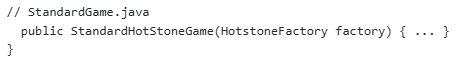 // StandardGame.java
  public StandardHotStoneGame(HotstoneFactory factory) { ... }
}